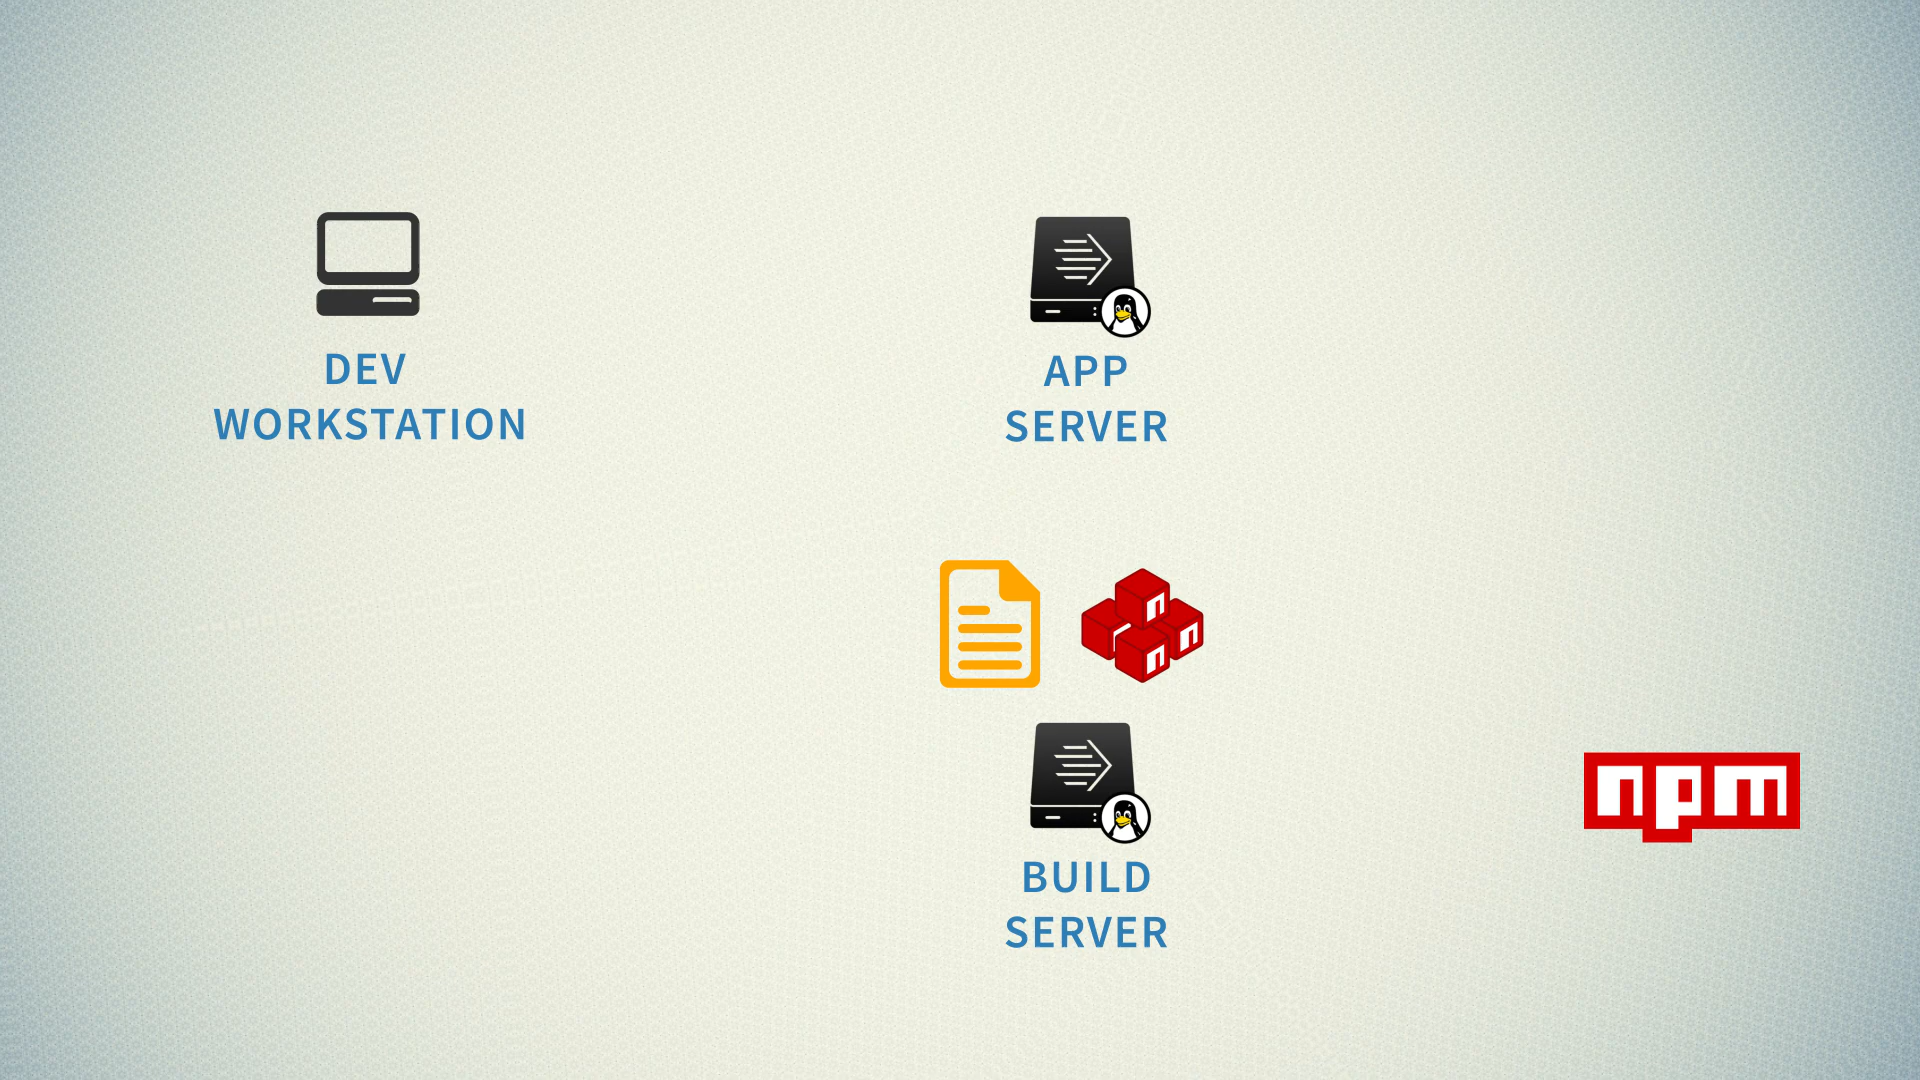 DEV
WORKSTATION
APP
SERVER
n
n
n
BUILD
SERVER
npm